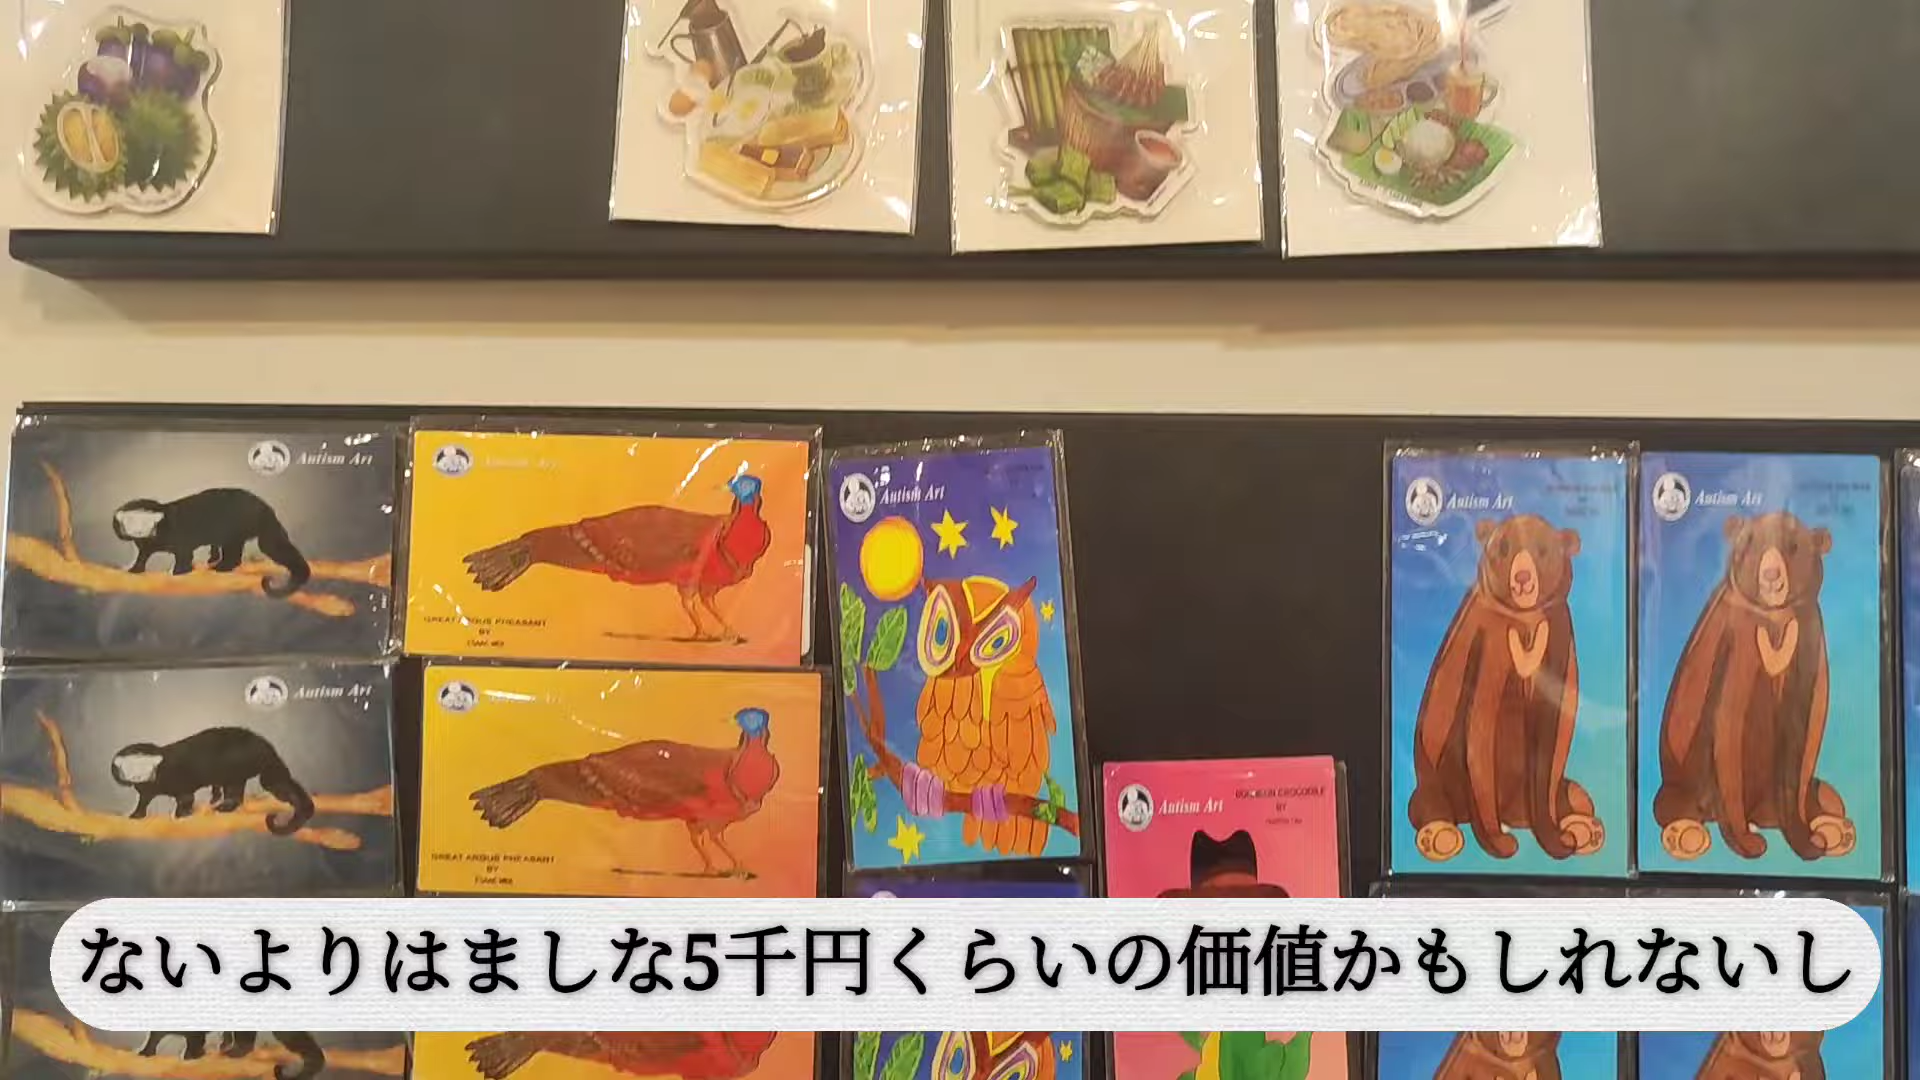 Autism Art
Autism Art
Autism Art
Autism Art
GREAT ARGUS PHEASANT
BY
Autism Art
Autism Art
GREAT ARGUS PHEASANT
BY
CROCODILE
BY
ないよりはましな5千円くらいの価値かもしれないし